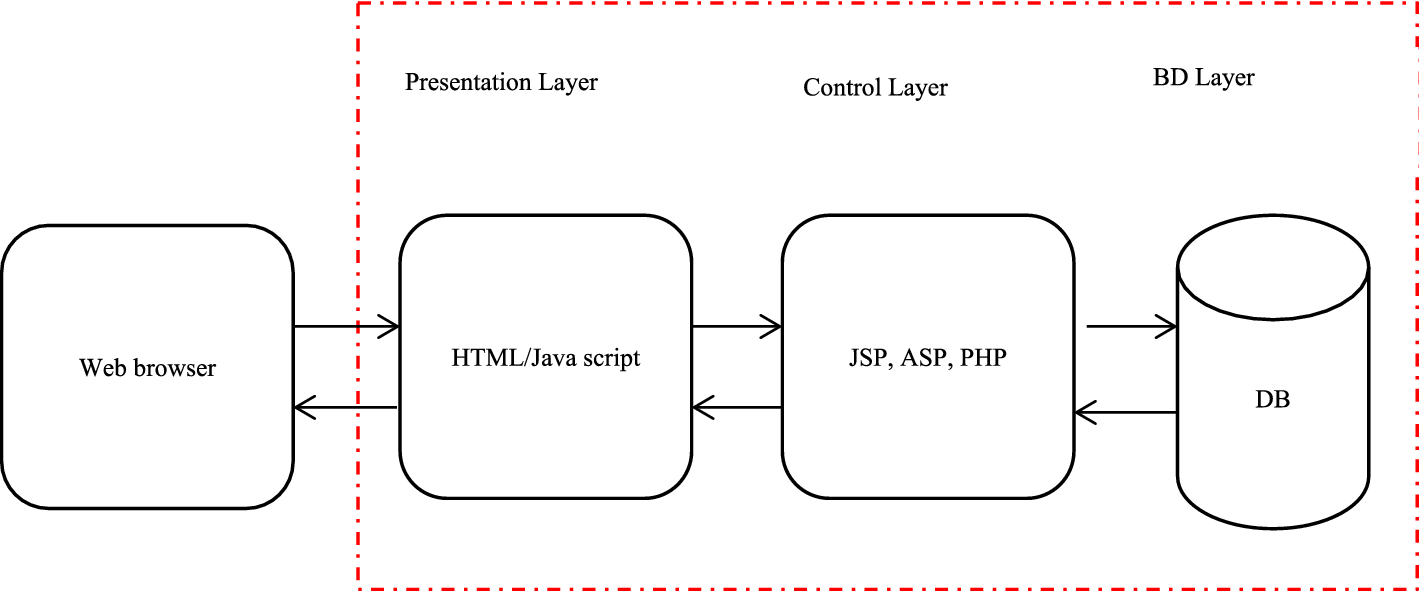 Presentation Layer
Control Layer
BD Layer
Web browser
HTML/Java script
JSP, ASP, PHP
DB